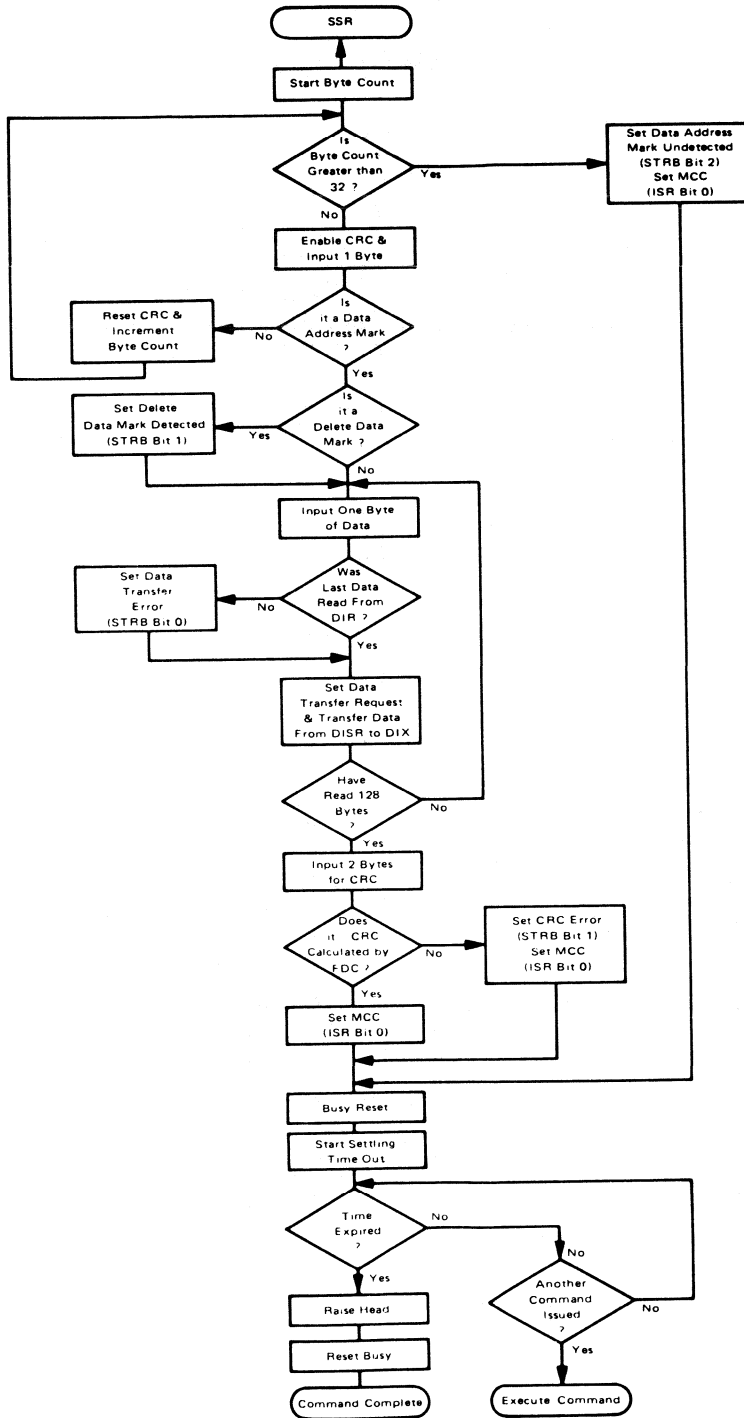 SSR
Start Byte Count
Is
Byte Count
Greater than
32 ?
Yes
No
Set Data Address
Mark Undetected
(STRB Bit 2)
Set MCC
(ISR Bit 0)
Enable CRC &
Input 1 Byte
Is
it a Data
Address Mark
?
No
Yes
Reset CRC &
Increment
Byte Count
Is
it a
Delete Data
Mark ?
Yes
No
Set Delete
Data Mark Detected
(STRB Bit 1)
Input One Byte
of Data
Was
Last Data
Read From
DIR ?
No
Yes
Set Data
Transfer
Error
(STRB Bit 0)
Set Data
Transfer Request
& Transfer Data
From DISR to DIX
Have
Read 128
Bytes
?
No
Yes
Input 2 Bytes
for CRC
Does
it CRC
Calculated by
FDC ?
No
Yes
Set CRC Error
(STRB Bit 1)
Set MCC
(ISR Bit 0)
Set MCC
(ISR Bit 0)
Busy Reset
Start Settling
Time Out
Time
Expired
?
No
Yes
No
Another
Command
Issued
?
No
Yes
Raise Head
Reset Busy
Command Complete
Execute Command